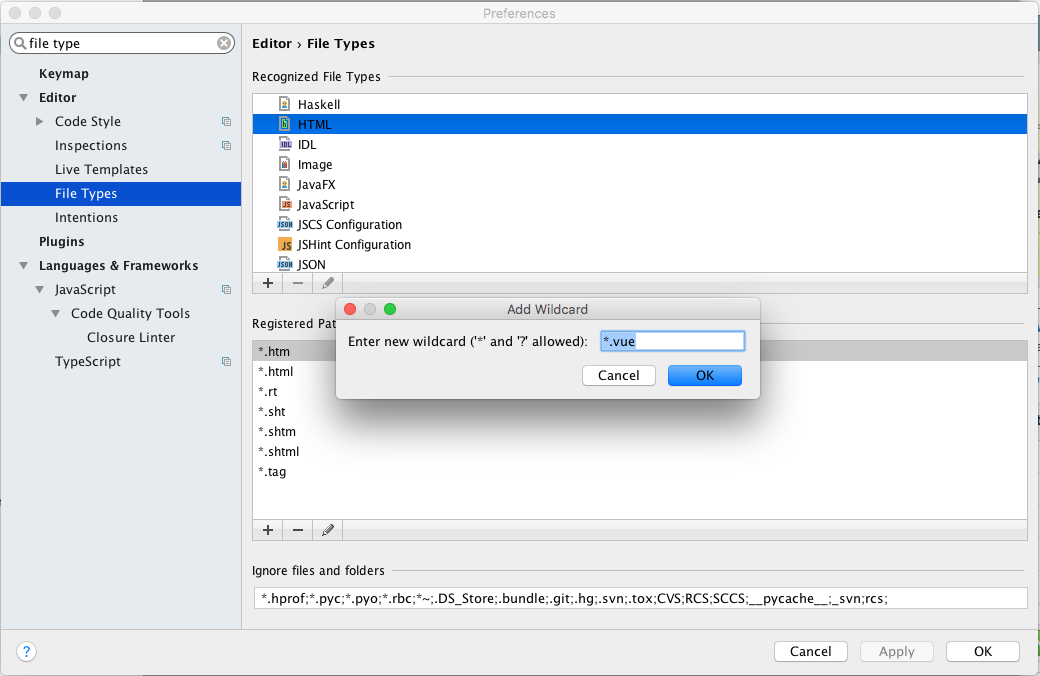 Preferences
file type
Keymap
Editor
Code Style
Inspections
Live Templates
File Types
Intentions
Plugins
Languages & Frameworks
JavaScript
Code Quality Tools
Closure Linter
TypeScript
Editor › File Types
Recognized File Types
Haskell
HTML
IDL
Image
JavaFX
JavaScript
JSCS Configuration
JSHint Configuration
JSON
Registered Pat
*.htm
*.html
*.rt
*.sht
*.shtm
*.shtml
*.tag
Add Wildcard
Enter new wildcard ('*' and '?' allowed): *.vue
Cancel OK
Ignore files and folders
*.hprof;*.pyc;*.pyo;*.rbc;*~;.DS_Store;.bundle;.git;.hg;.svn;.tox;CVS;RCS;SCCS;__pycache__;_svn;rcs;
? Cancel Apply OK